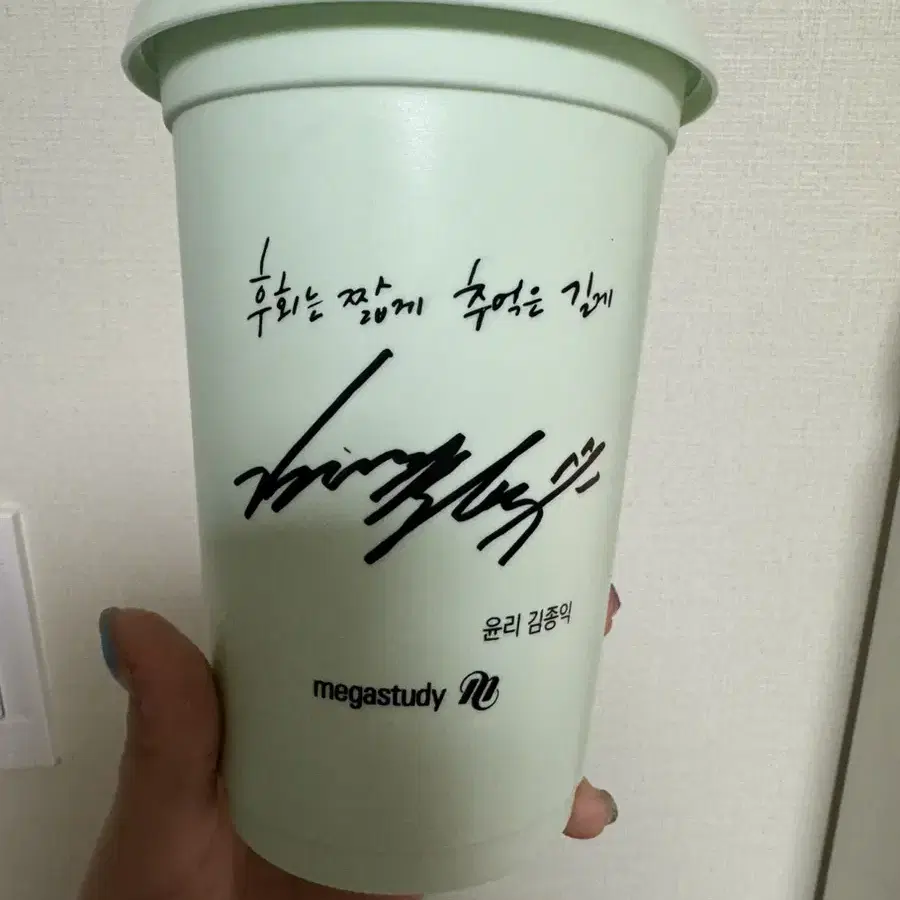 후회는 짧게 추억은 길게
윤리 김종익
megastudy